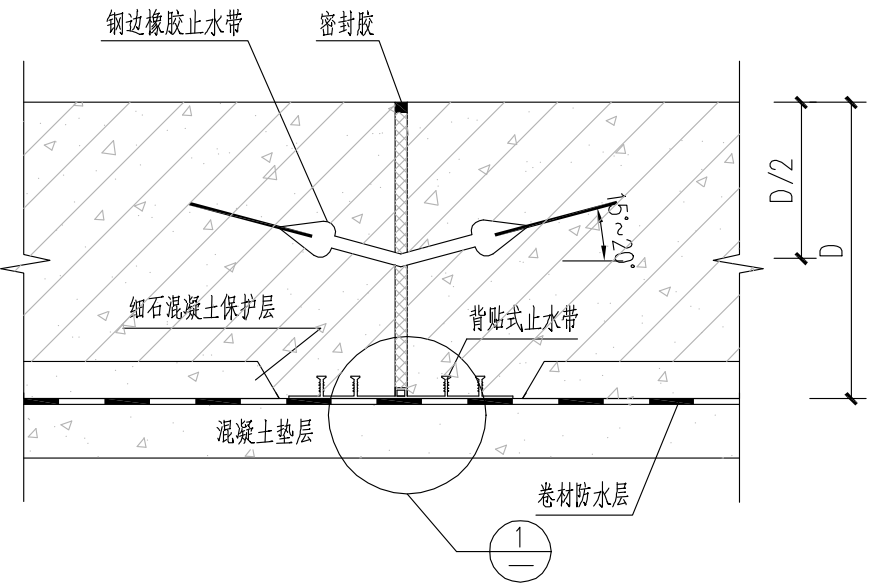 钢边橡胶止水带
密封胶
D/2
D
15°~20°
细石混凝土保护层
背贴式止水带
混凝土垫层
卷材防水层
1